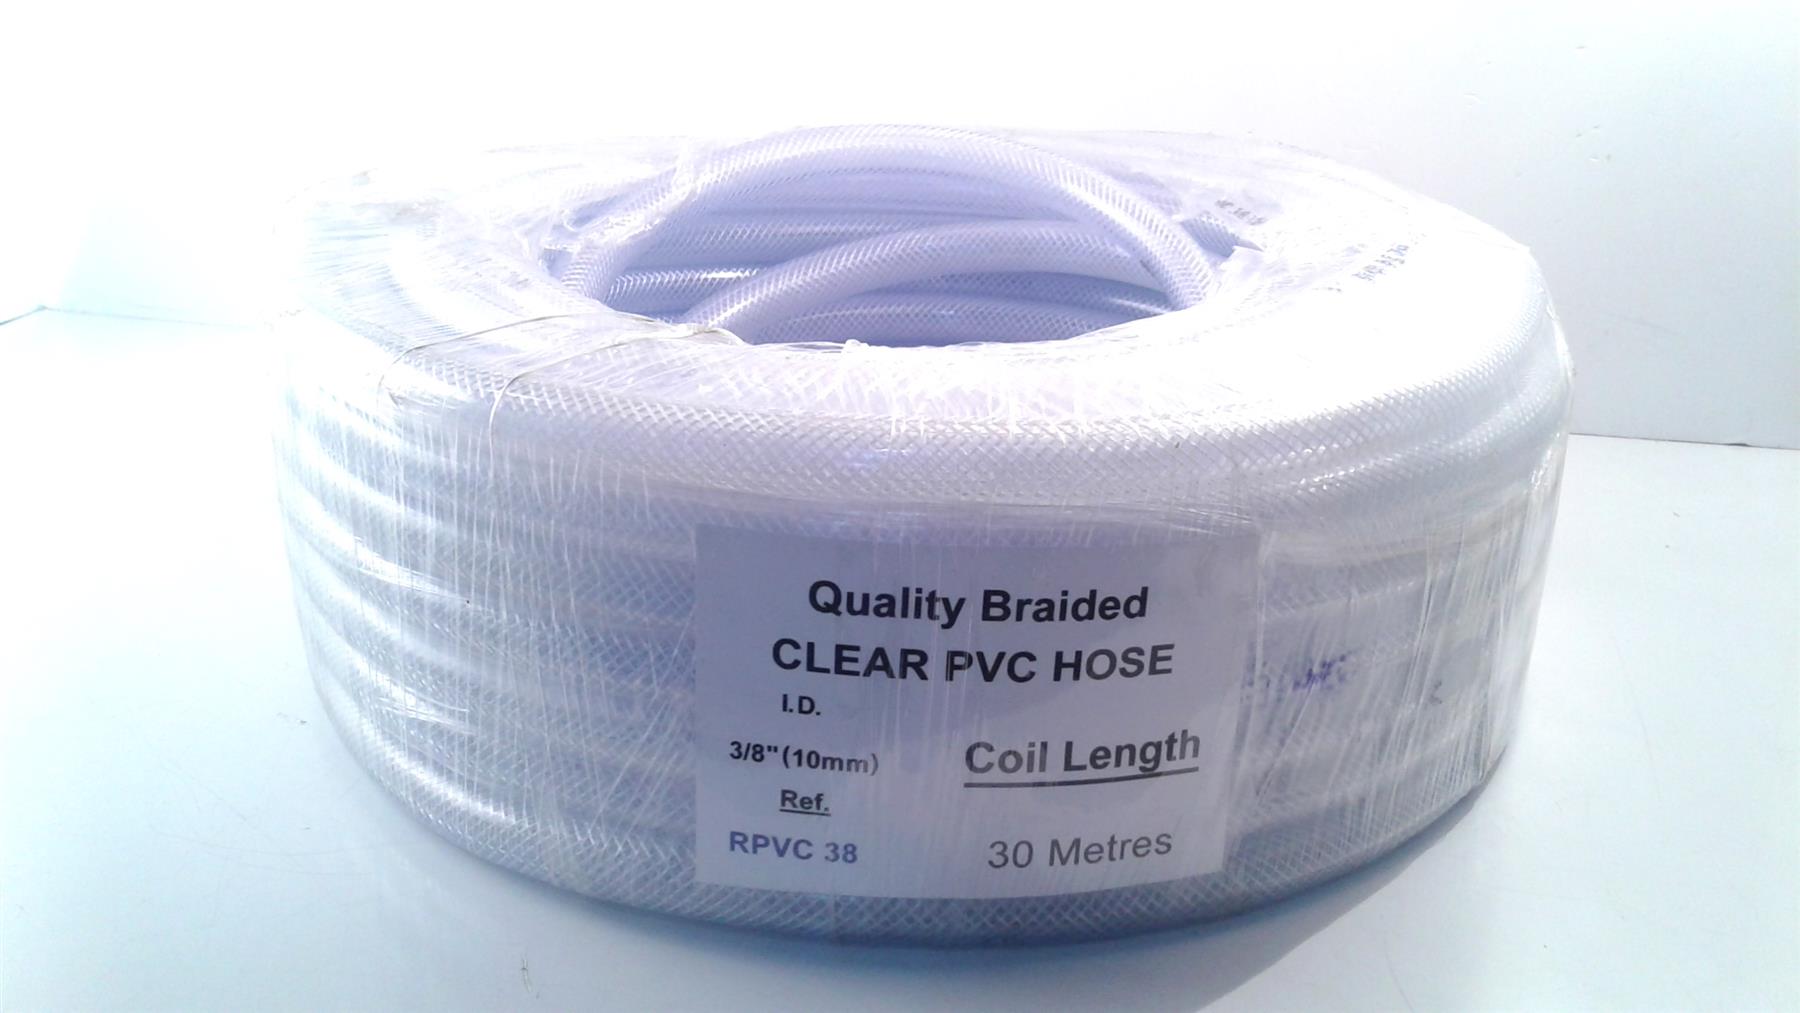 Quality Braided
CLEAR PVC HOSE
I.D.
3/8"(10mm)
Coil Length
Ref.
RPVC 38
30 Metres